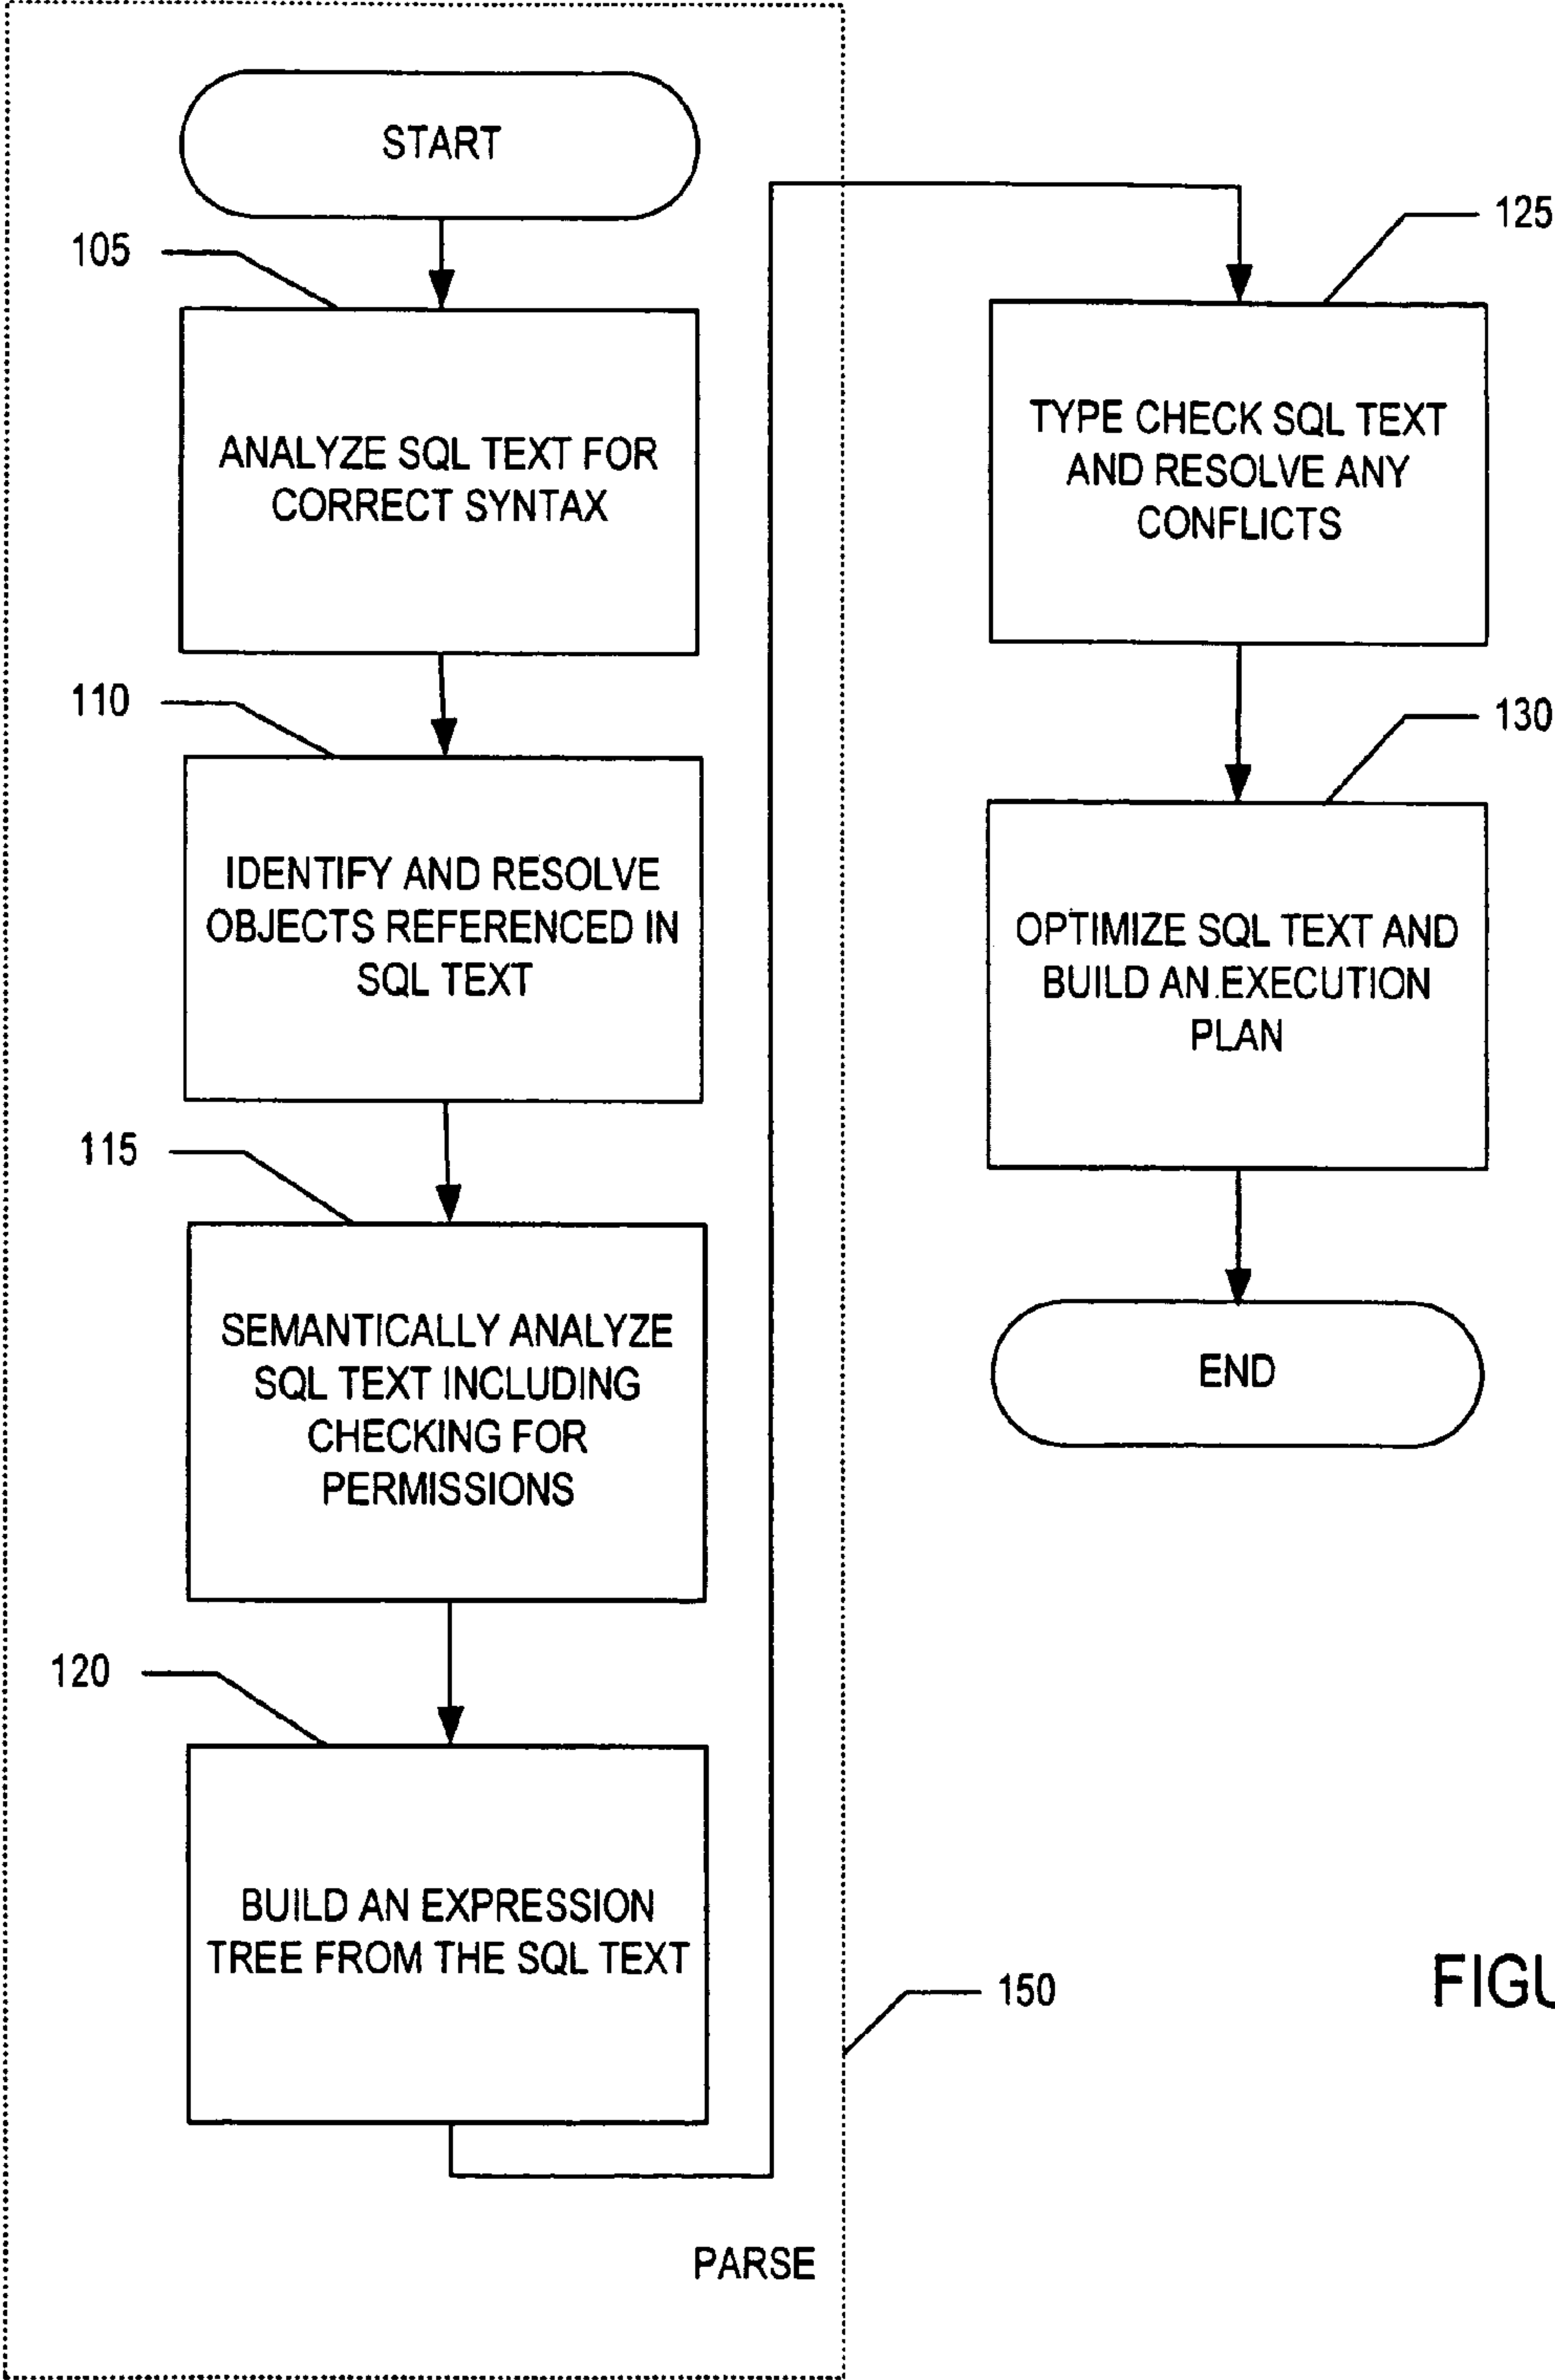 START
105
ANALYZE SQL TEXT FOR
CORRECT SYNTAX
110
IDENTIFY AND RESOLVE
OBJECTS REFERENCED IN
SQL TEXT
115
SEMANTICALLY ANALYZE
SQL TEXT INCLUDING
CHECKING FOR
PERMISSIONS
120
BUILD AN EXPRESSION
TREE FROM THE SQL TEXT
150
PARSE
125
TYPE CHECK SQL TEXT
AND RESOLVE ANY
CONFLICTS
130
OPTIMIZE SQL TEXT AND
BUILD AN EXECUTION
PLAN
END